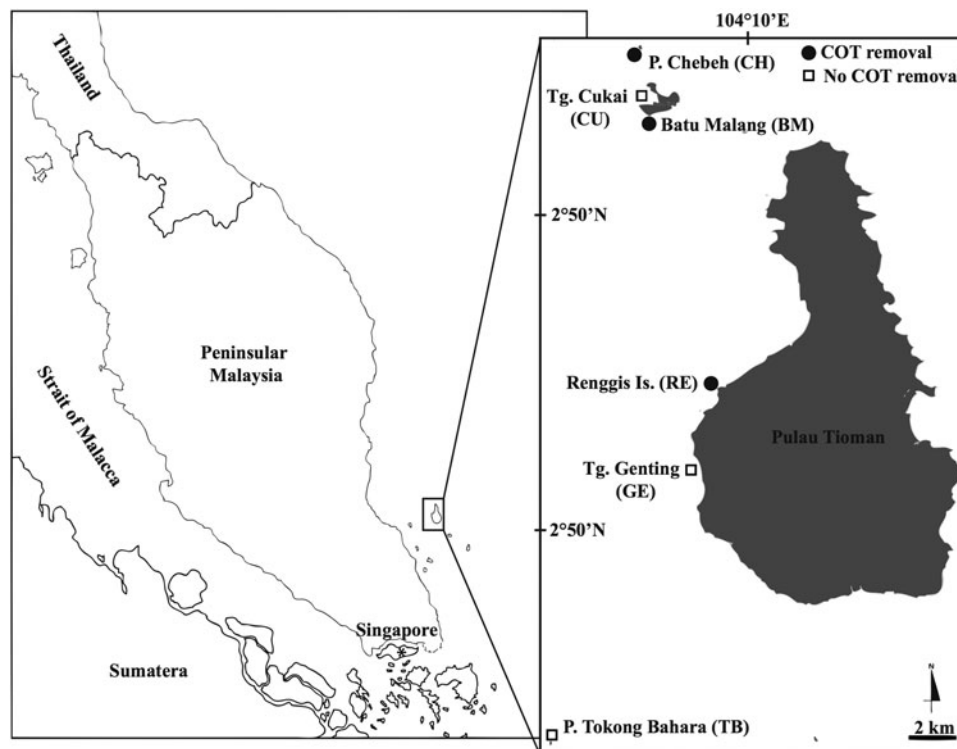 Thailand
Peninsular
Malaysia
Strait of Malacca
Singapore
*
Sumatera
104°10'E
P. Chebeh (CH)
● COT removal
□ No COT removal
Tg. Cukai
(CU)
Batu Malang (BM)
2°50'N
Renggis Is. (RE)
Pulau Tioman
Tg. Genting
(GE)
2°50'N
P. Tokong Bahara (TB)
N
2 km